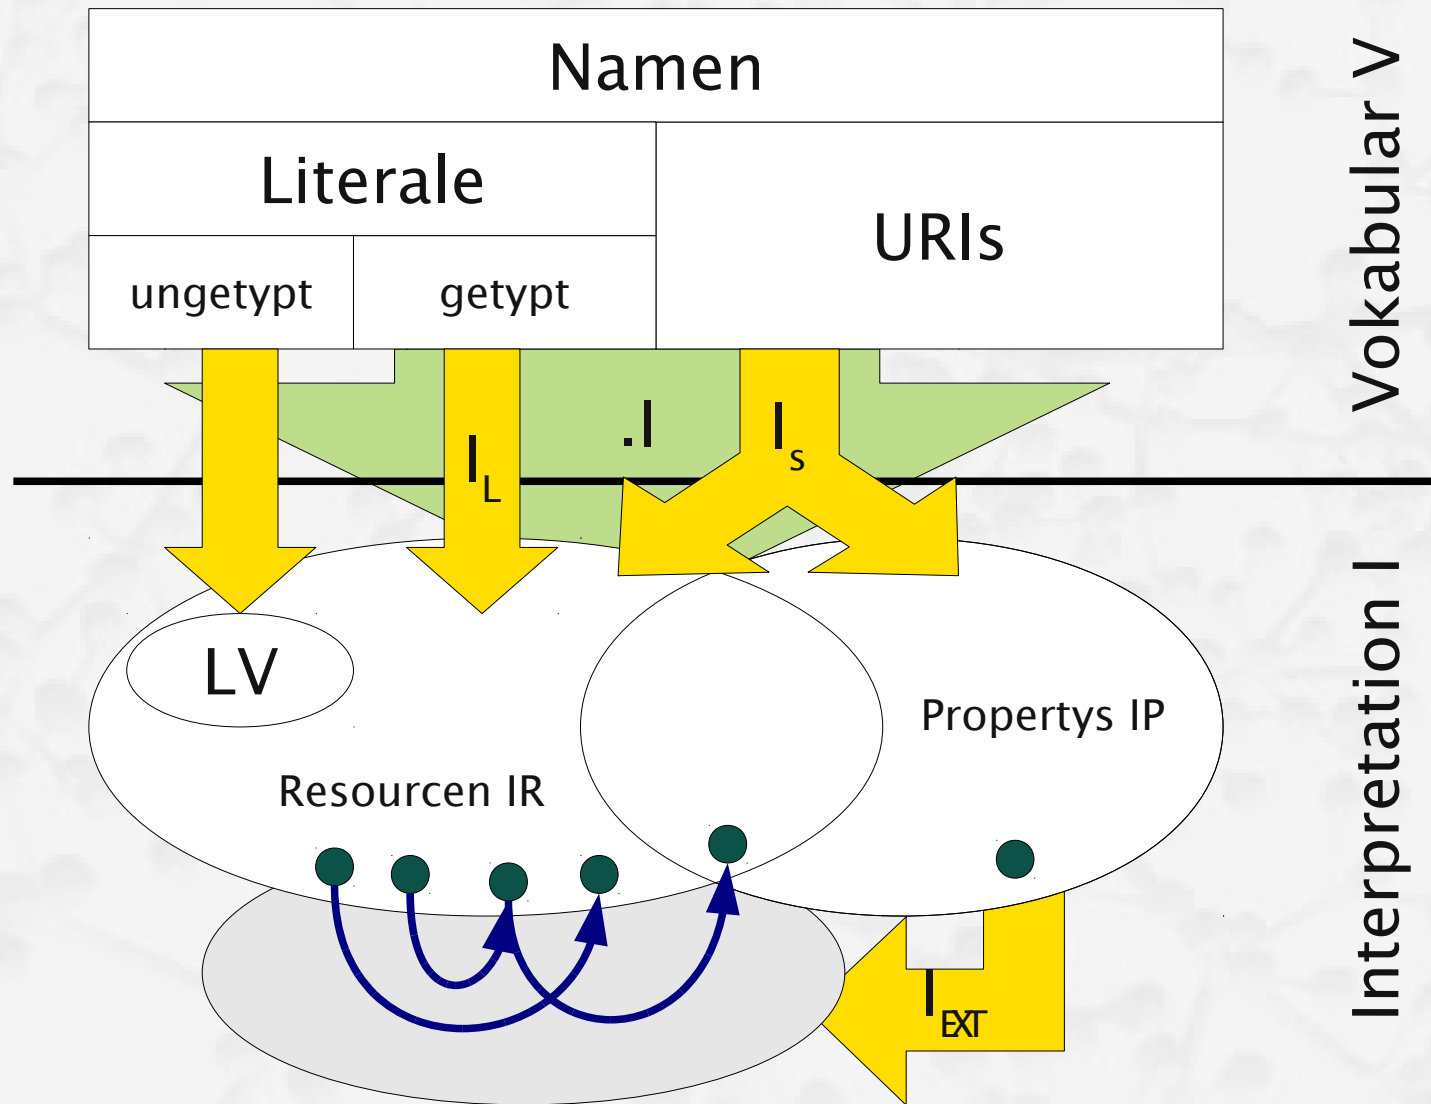 Namen
Literale
URIs
ungetypt
getypt
Vokabular V
.I
I_L
I_S
LV
Propertys IP
Resourcen IR
Interpretation I
I_EXT